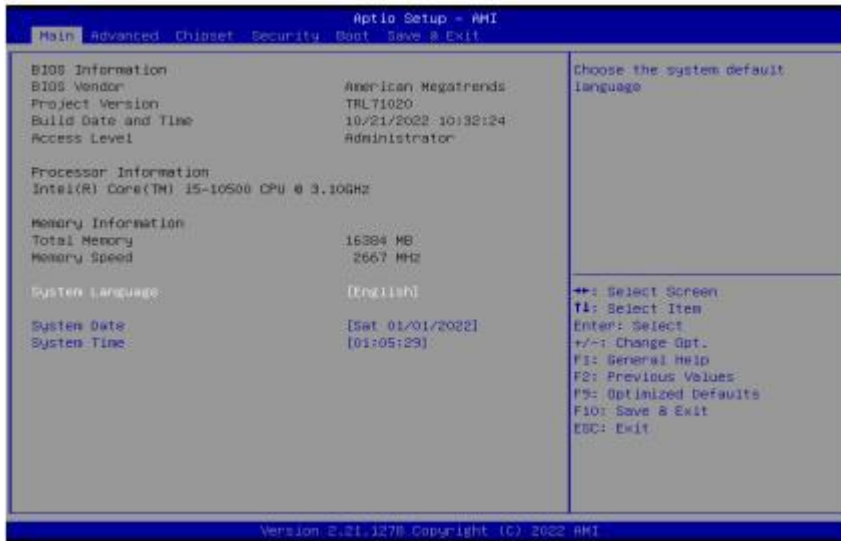 Aptio Setup - AMI
Main Advanced Chipset Security Boot Save & Exit
BIOS Information
BIOS Vendor American Megatrends
Project Version TRL71020
Build Date and Time 10/21/2022 10:32:24
Access Level Administrator
Processor Information
Intel(R) Core(TM) i5-10500 CPU @ 3.10GHz
Memory Information
Total Memory 16384 MB
Memory Speed 2667 MHz
System Language [English]
System Date [Sat 01/01/2022]
System Time [01:05:29]
Choose the system default
language
→←: Select Screen
↑↓: Select Item
Enter: Select
+/-: Change Opt.
F1: General Help
F2: Previous Values
F9: Optimized Defaults
F10: Save & Exit
ESC: Exit
Version 2.21.1278 Copyright (C) 2022 AMI